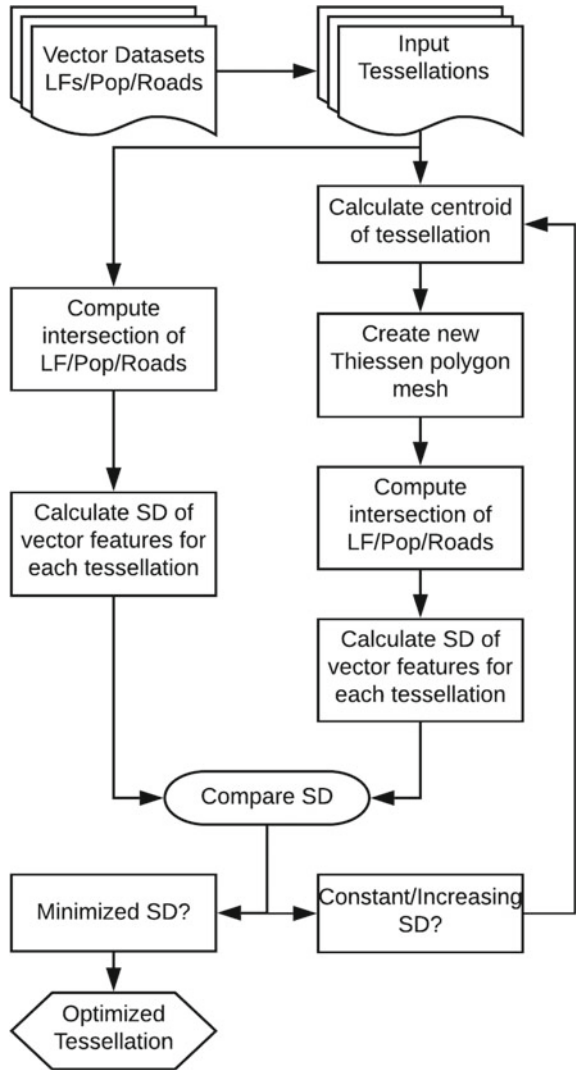 Vector Datasets
LFs/Pop/Roads
Input
Tessellations
Calculate centroid
of tessellation
Compute
intersection of
LF/Pop/Roads
Create new
Thiessen polygon
mesh
Compute
intersection of
LF/Pop/Roads
Calculate SD of
vector features for
each tessellation
Calculate SD of
vector features for
each tessellation
Compare SD
Minimized SD?
Constant/Increasing
SD?
Optimized
Tessellation